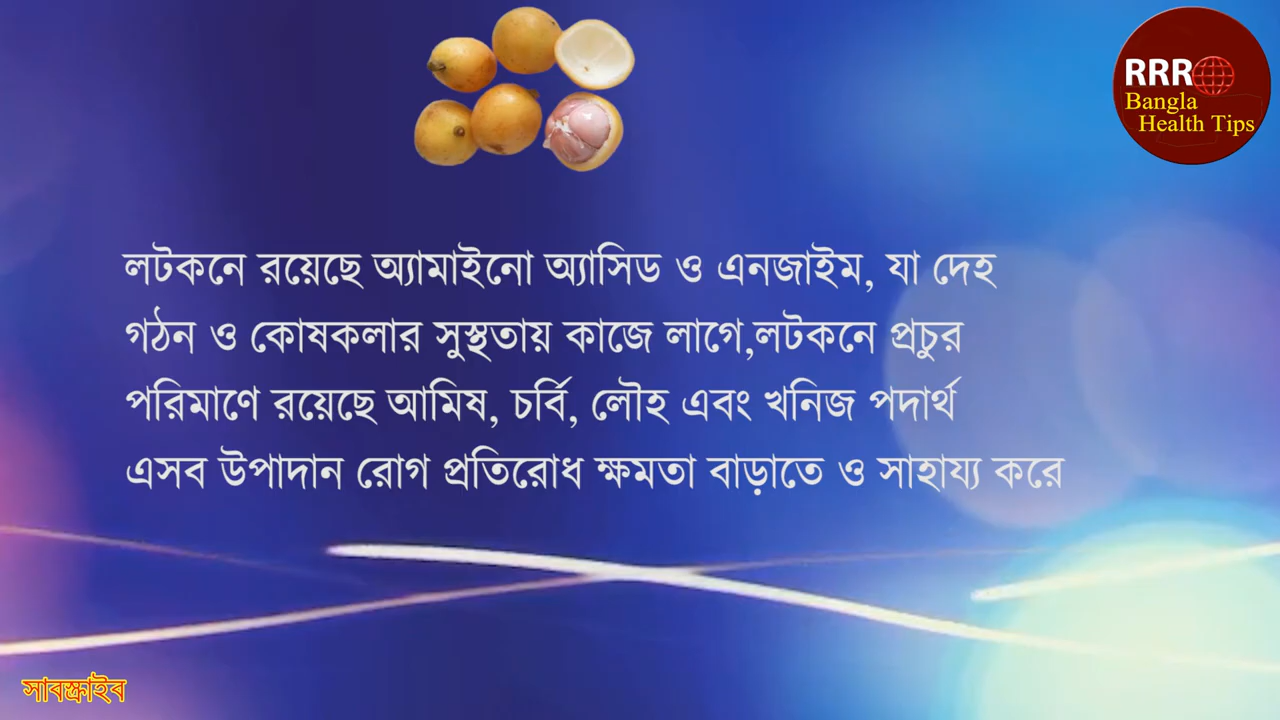 RRR
Bangla
Health Tips
লটকনে রয়েছে অ্যামাইনো অ্যাসিড ও এনজাইম, যা দেহ
গঠন ও কোষকলার সুস্থতায় কাজে লাগে,লটকনে প্রচুর
পরিমাণে রয়েছে আমিষ, চর্বি, লৌহ এবং খনিজ পদার্থ
এসব উপাদান রোগ প্রতিরোধ ক্ষমতা বাড়াতে ও সাহায্য করে
সাবস্ক্রাইব